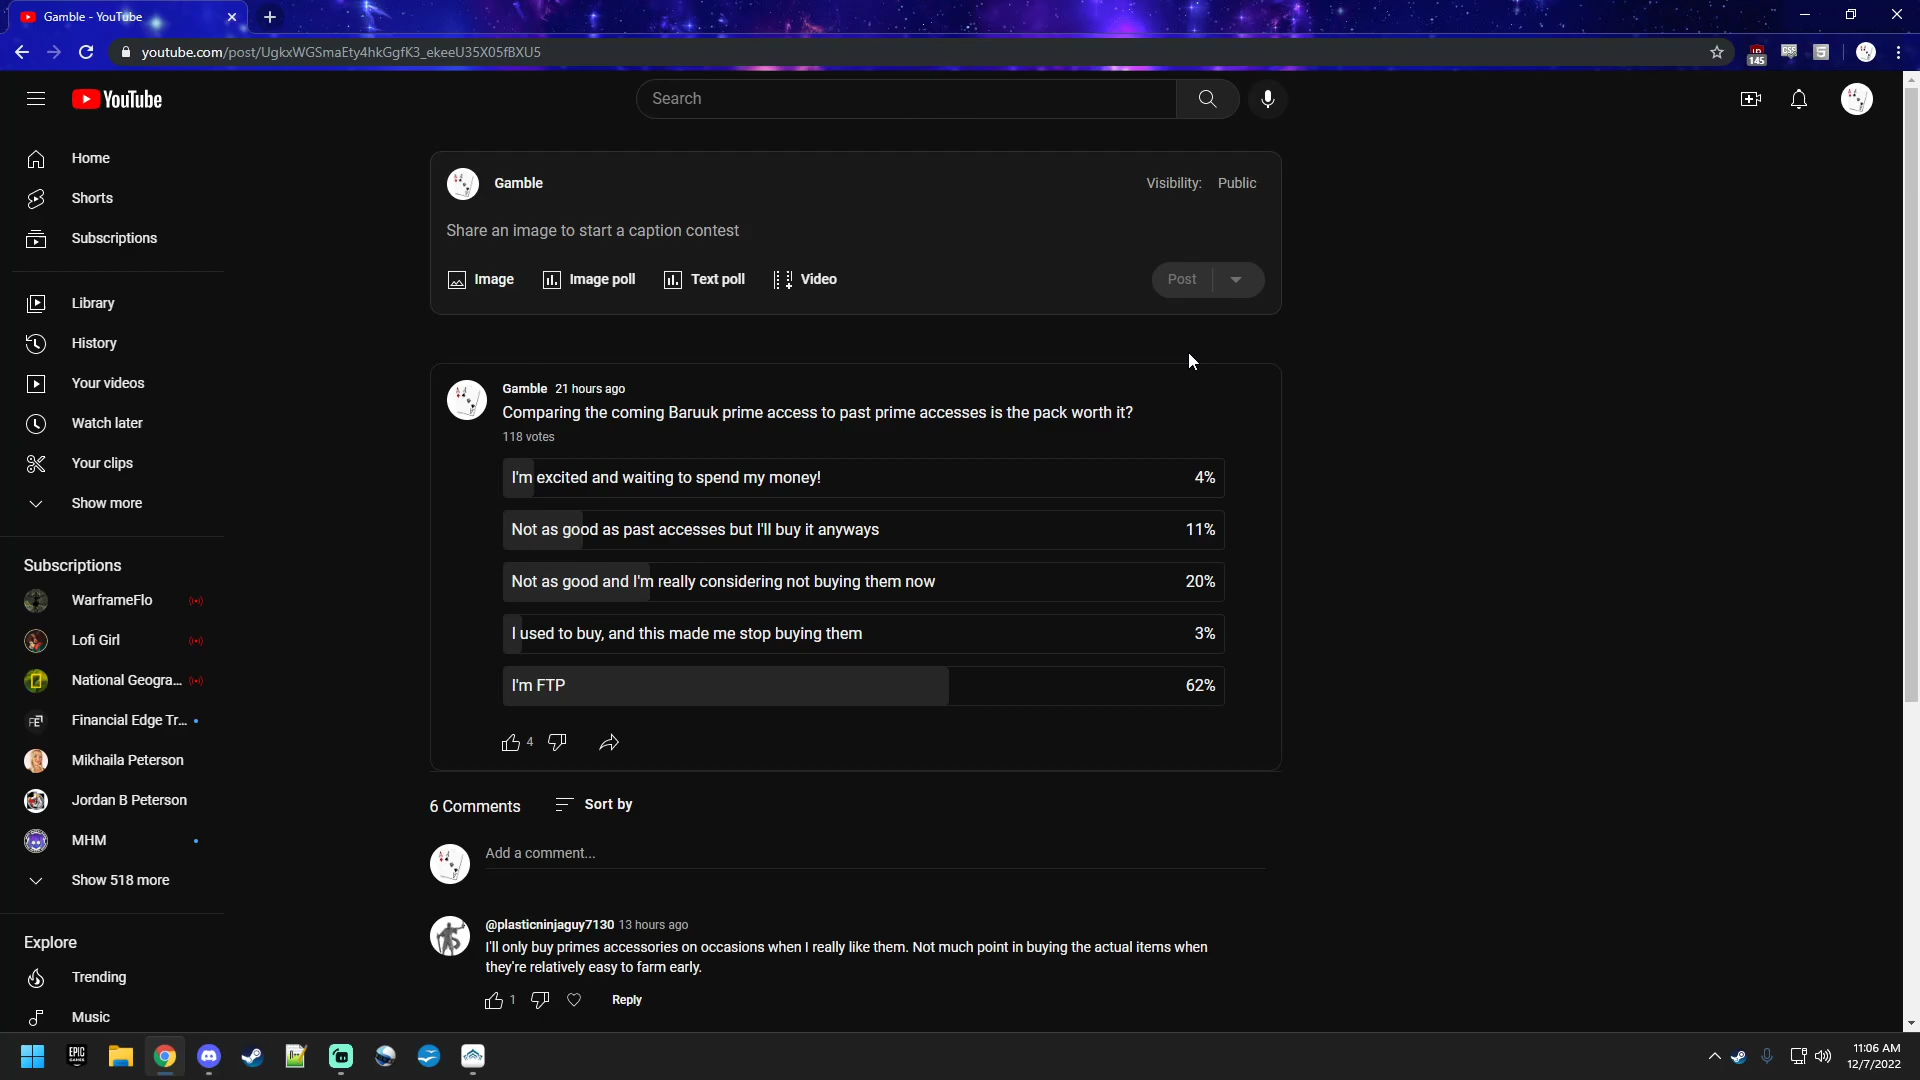 Gamble - YouTube
youtube.com/post/UgkxWGSmaEty4hkGgfK3_ekeeU35X05fBXU5
145
YouTube
Search
Home
Shorts
Subscriptions
Library
History
Your videos
Watch later
Your clips
Show more
Subscriptions
WarframeFlo
Lofi Girl
National Geogra...
Financial Edge Tr...
Mikhaila Peterson
Jordan B Peterson
MHM
Show 518 more
Explore
Trending
Music
Gamble
Visibility: Public
Share an image to start a caption contest
Image
Image poll
Text poll
Video
Post
Gamble 21 hours ago
Comparing the coming Baruuk prime access to past prime accesses is the pack worth it?
118 votes
I'm excited and waiting to spend my money! 4%
Not as good as past accesses but I'll buy it anyways 11%
Not as good and I'm really considering not buying them now 20%
I used to buy, and this made me stop buying them 3%
I'm FTP 62%
4
6 Comments
Sort by
Add a comment...
@plasticninjaguy7130 13 hours ago
I'll only buy primes accessories on occasions when I really like them. Not much point in buying the actual items when
they're relatively easy to farm early.
1
Reply
EPIC GAMES
11:06 AM
12/7/2022